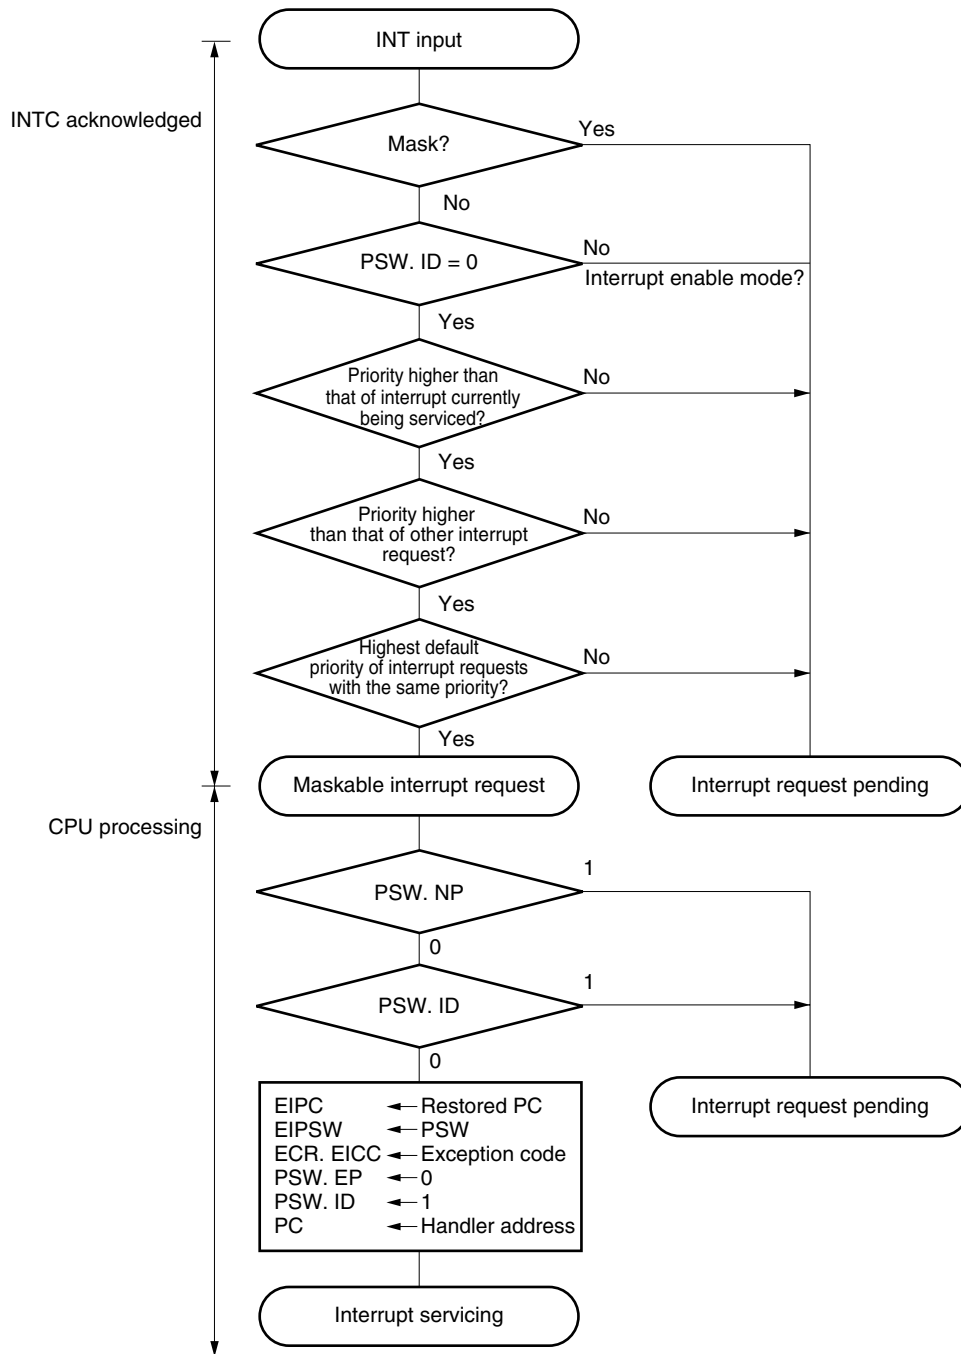 INT input
INTC acknowledged
Mask?
Yes
No
PSW. ID = 0
No
Interrupt enable mode?
Yes
Priority higher than
that of interrupt currently
being serviced?
No
Yes
Priority higher
than that of other interrupt
request?
No
Yes
Highest default
priority of interrupt requests
with the same priority?
No
Yes
Maskable interrupt request
Interrupt request pending
CPU processing
PSW. NP
1
0
PSW. ID
1
0
EIPC ← Restored PC
EIPSW ← PSW
ECR. EICC ← Exception code
PSW. EP ← 0
PSW. ID ← 1
PC ← Handler address
Interrupt request pending
Interrupt servicing